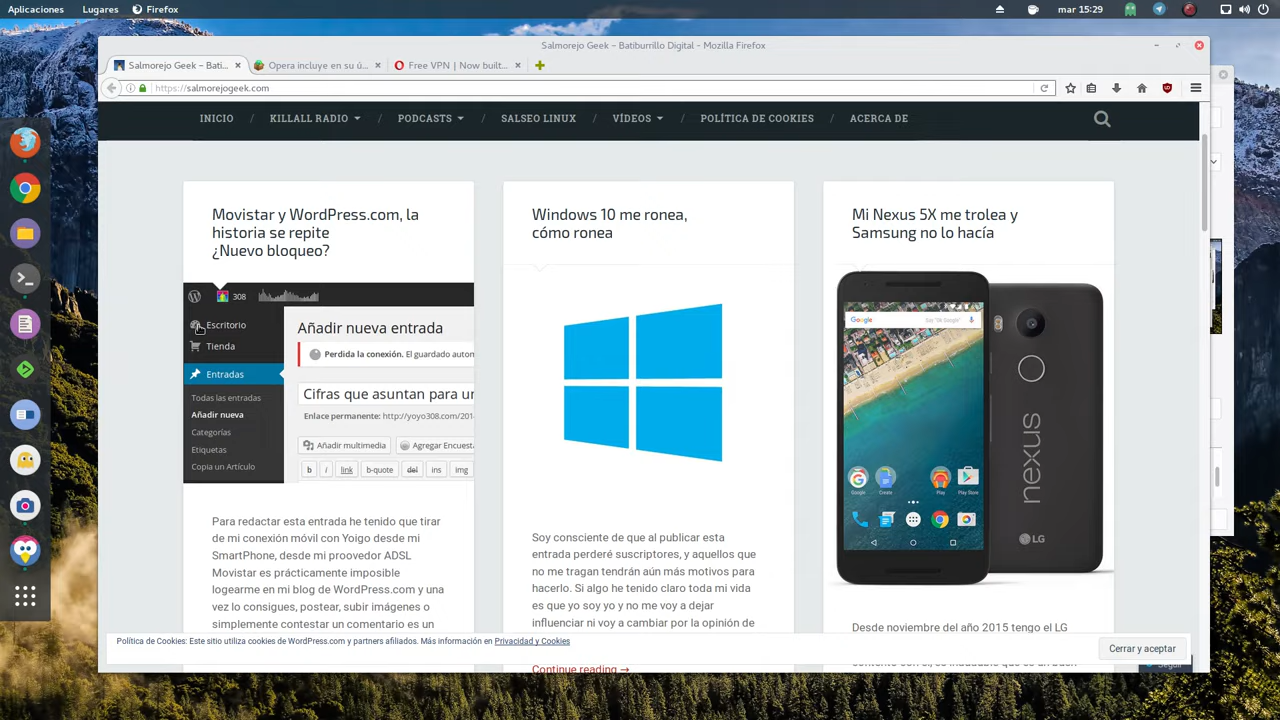 Aplicaciones Lugares Firefox mar 15:29
Salmorejo Geek – Batiburrillo Digital - Mozilla Firefox
Salmorejo Geek – Bati... Opera incluye en su ú... Free VPN | Now built...
https://salmorejogeek.com
INICIO / KILLALL RADIO / PODCASTS / SALSEO LINUX / VÍDEOS / POLÍTICA DE COOKIES / ACERCA DE
Movistar y WordPress.com, la
historia se repite
¿Nuevo bloqueo?
308
Escritorio
Tienda
Entradas
Todas las entradas
Añadir nueva
Categorías
Etiquetas
Copia un Artículo
Añadir nueva entrada
Perdida la conexión. El guardado auton
Cifras que asuntan para un
Enlace permanente: http://yoyo308.com/201
Añadir multimedia Agregar Encuesta
b i link b-quote del ins img
Para redactar esta entrada he tenido que tirar
de mi conexión móvil con Yoigo desde mi
SmartPhone, desde mi proovedor ADSL
Movistar es prácticamente imposible
logearme en mi blog de WordPress.com y una
vez lo consigues, postear, subir imágenes o
simplemente contestar un comentario es un
Windows 10 me ronea,
cómo ronea
Soy consciente de que al publicar esta
entrada perderé suscriptores, y aquellos que
no me tragan tendrán aún más motivos para
hacerlo. Si algo he tenido claro toda mi vida
es que yo soy yo y no me voy a dejar
influenciar ni voy a cambiar por la opinión de
Continue reading →
Mi Nexus 5X me trolea y
Samsung no lo hacía
Google
Google Create Play Play Store
nexus
LG
Desde noviembre del año 2015 tengo el LG
Política de Cookies: Este sitio utiliza cookies de WordPress.com y partners afiliados. Más información en Privacidad y Cookies
Cerrar y aceptar
Seguir